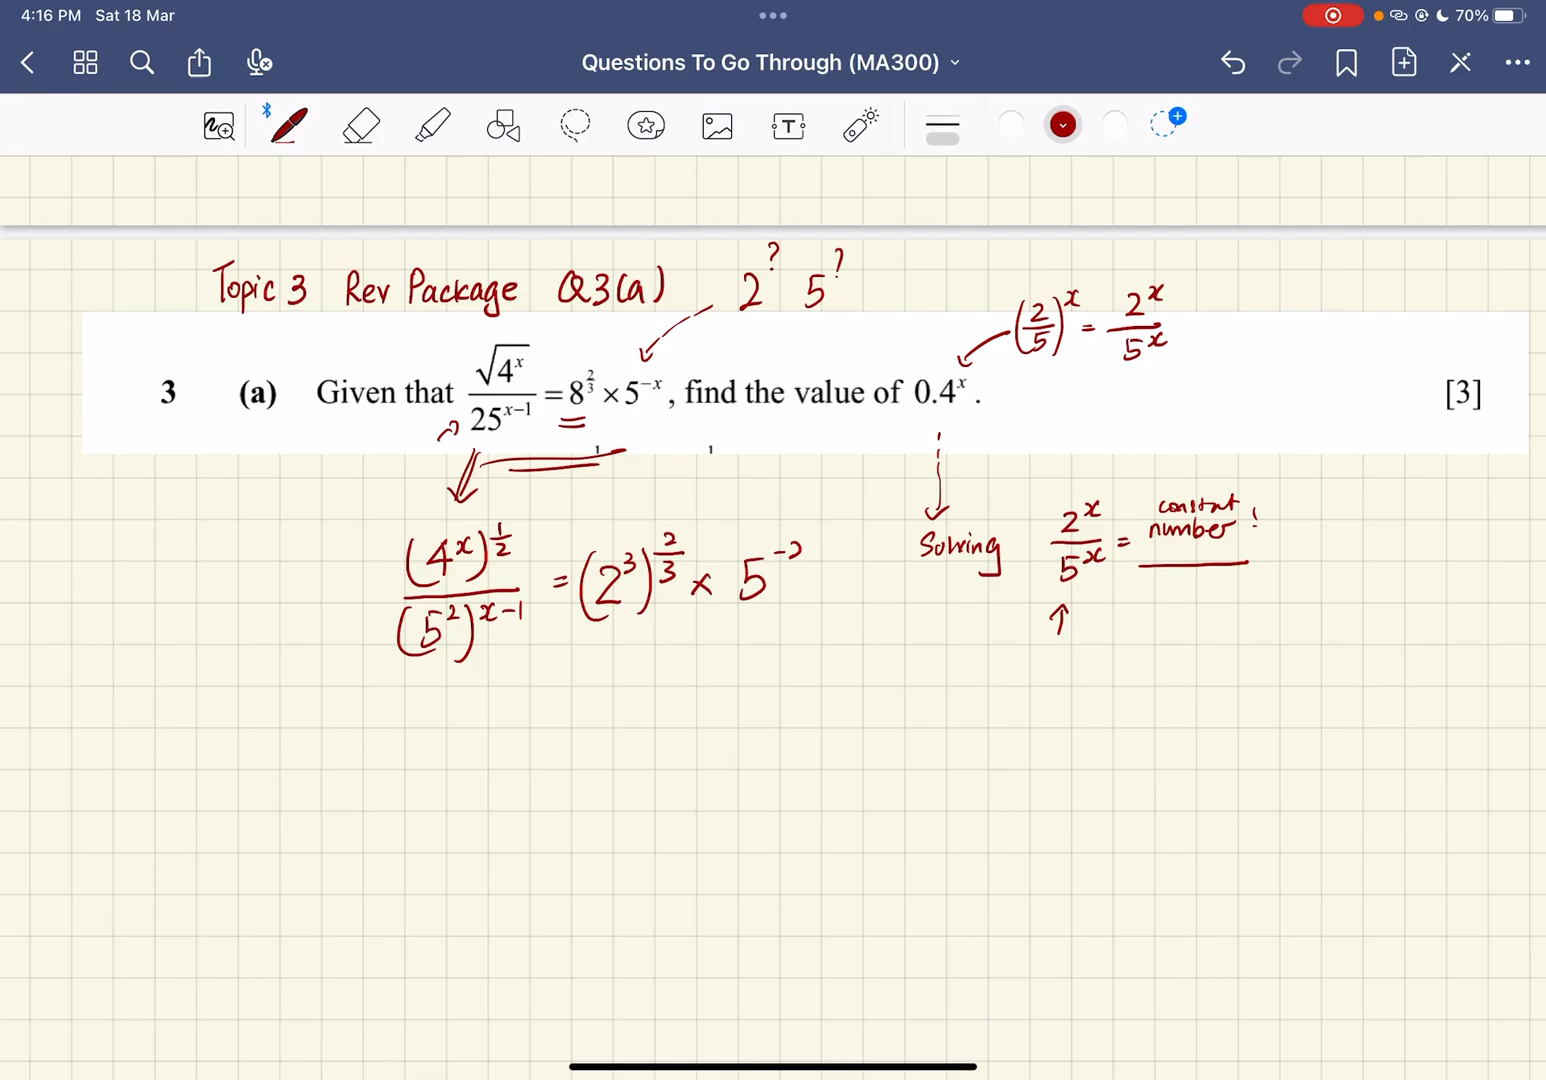 4:16 PM Sat 18 Mar
70%
Questions To Go Through (MA300)
Topic 3 Rev Package Q3(a) 2^? 5^?
(2/5)^x = 2^x/5^x
3 (a) Given that √(4^x)/25^(x−1) = 8^(2/3) × 5^(−x), find the value of 0.4^x. [3]
Solving 2^x/5^x = constant number !
(4^x)^(1/2)/(5^2)^(x−1) = (2^3)^(2/3) × 5^(−